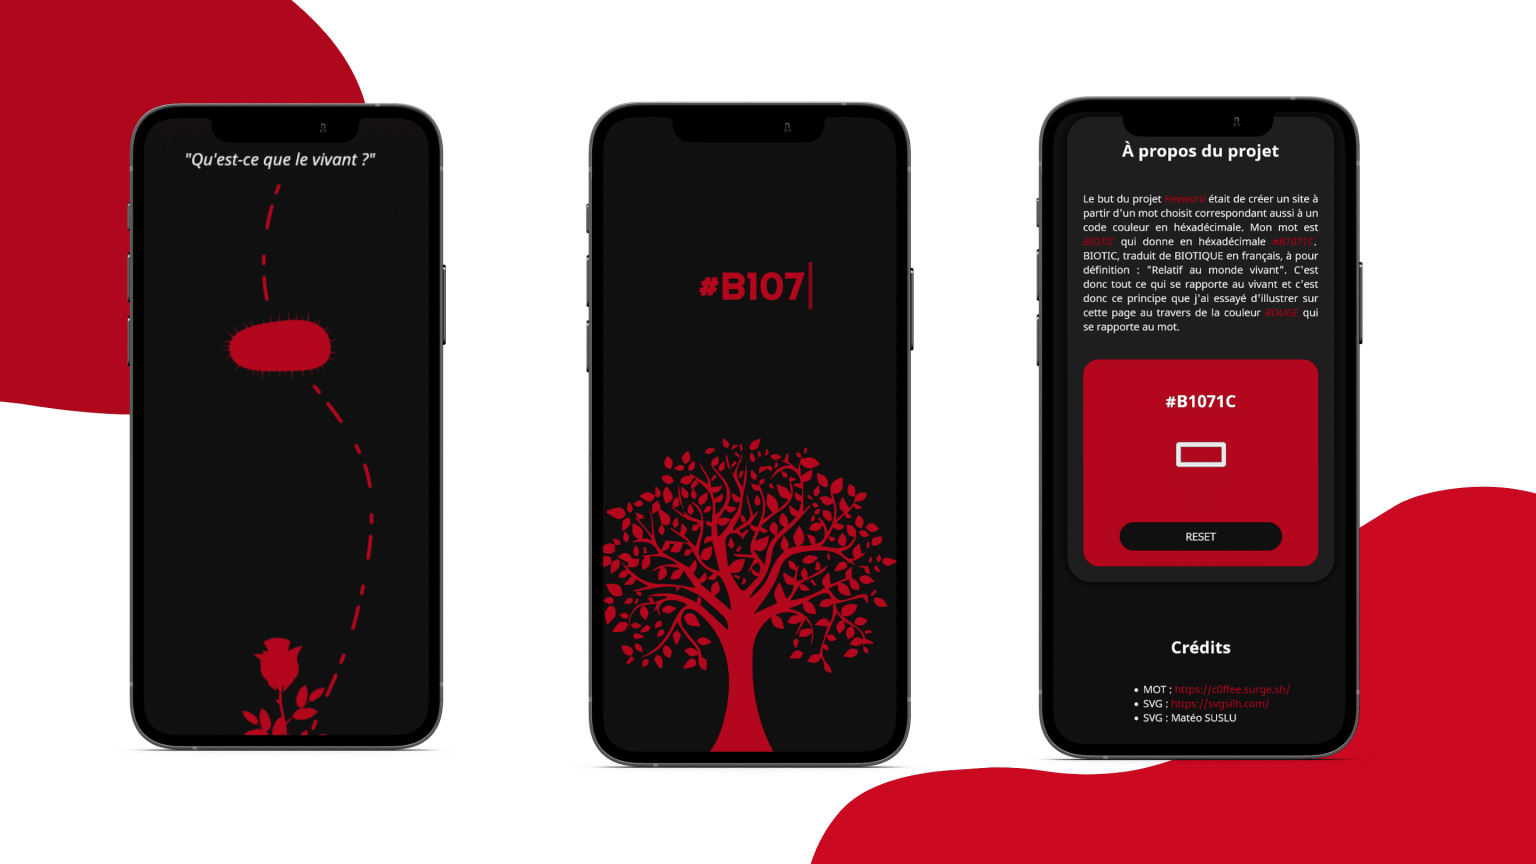 "Qu'est-ce que le vivant ?"
#B107
À propos du projet
Le but du projet Hexword était de créer un site à
partir d'un mot choisit correspondant aussi à un
code couleur en héxadécimale. Mon mot est
BIOTIC qui donne en héxadécimale #B1071C.
BIOTIC, traduit de BIOTIQUE en français, à pour
définition : "Relatif au monde vivant". C'est
donc tout ce qui se rapporte au vivant et c'est
donc ce principe que j'ai essayé d'illustrer sur
cette page au travers de la couleur ROUGE qui
se rapporte au mot.
#B1071C
RESET
Crédits
• MOT : https://c0ffee.surge.sh/
• SVG : https://svgsilh.com/
• SVG : Matéo SUSLU